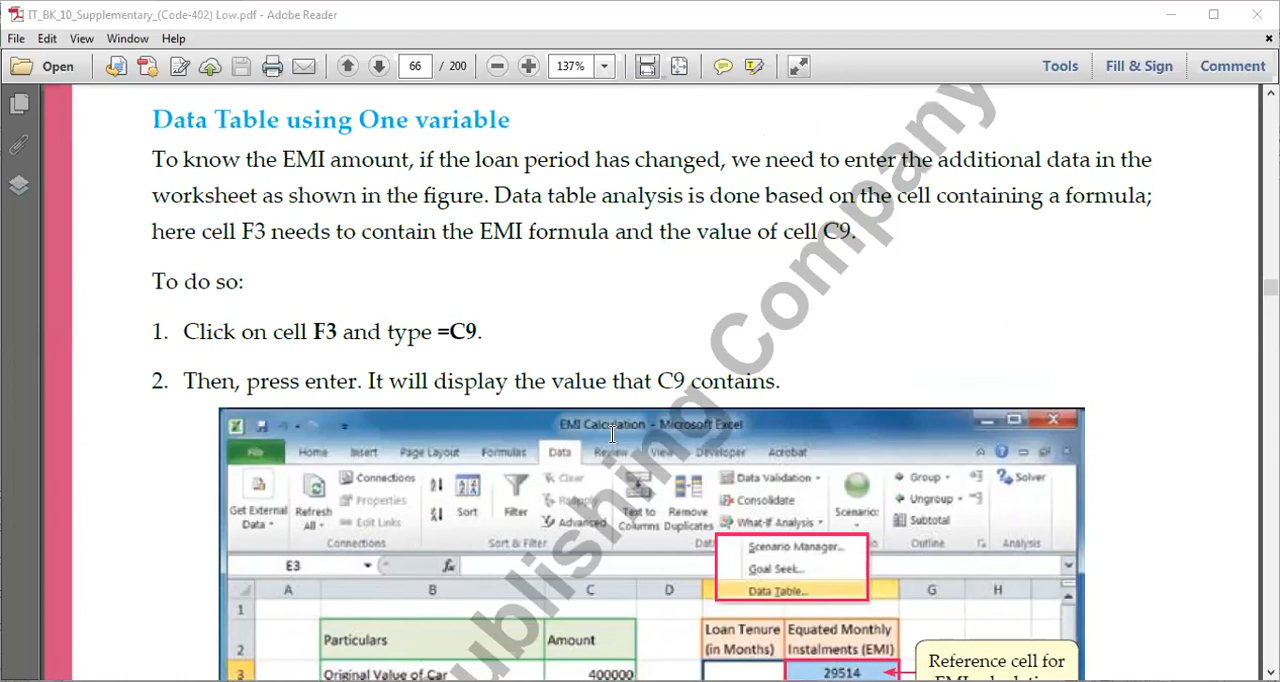 IT_BK_10_Supplementary_(Code-402) Low.pdf - Adobe Reader
File Edit View Window Help
Open 66 / 200 137% Tools Fill & Sign Comment
Data Table using One variable
To know the EMI amount, if the loan period has changed, we need to enter the additional data in the
worksheet as shown in the figure. Data table analysis is done based on the cell containing a formula;
here cell F3 needs to contain the EMI formula and the value of cell C9.
To do so:
1. Click on cell F3 and type =C9.
2. Then, press enter. It will display the value that C9 contains.
EMI Calculation - Microsoft Excel
File Home Insert Page Layout Formulas Data Review View Developer Acrobat
Get External Data
Refresh All
Connections
Properties
Edit Links
Connections
Sort
Filter
Clear
Reapply
Advanced
Sort & Filter
Text to Columns
Remove Duplicates
Data Validation
Consolidate
What-If Analysis
Scenario Manager...
Goal Seek...
Data Table...
Scenario:
Group
Ungroup
Subtotal
Outline
Solver
Analysis
E3 fx
A B C D G H
1
2 Particulars Amount
Loan Tenure (in Months)
Equated Monthly Instalments (EMI)
3 Original Value of Car 400000 29514
Reference cell for
ublishing Company